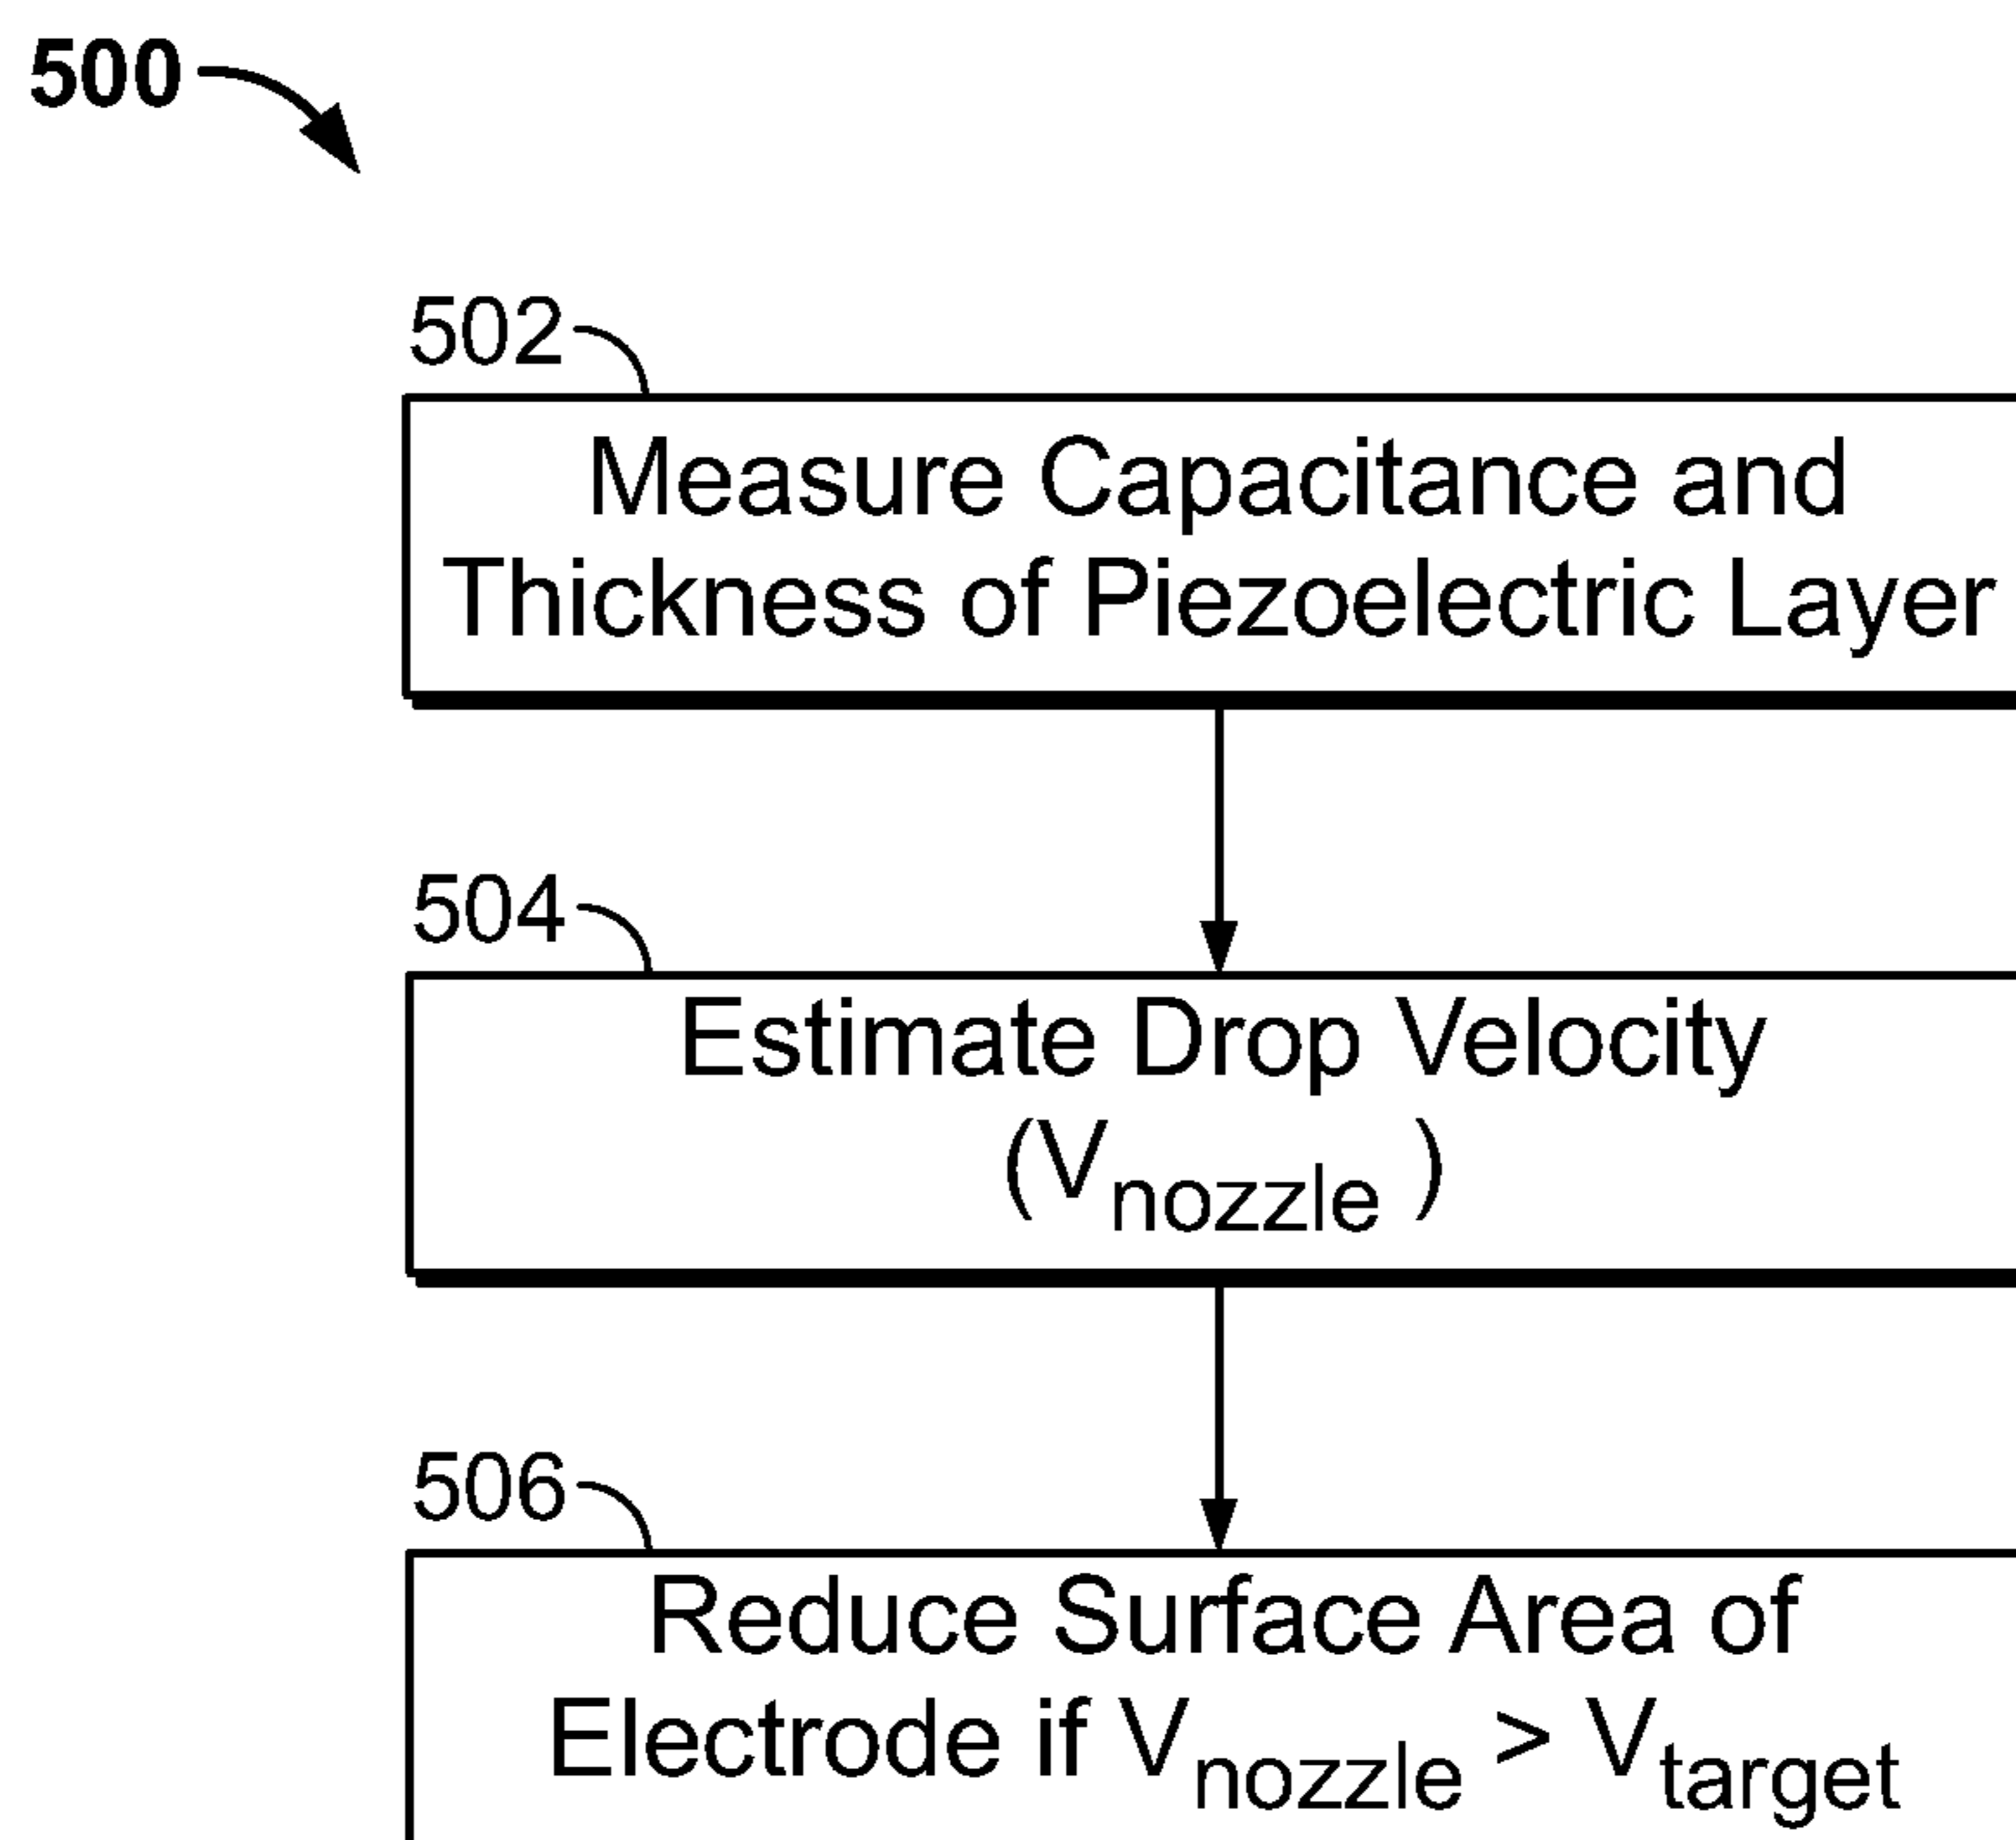 500
502
Measure Capacitance and
Thickness of Piezoelectric Layer
504
Estimate Drop Velocity
(Vnozzle )
506
Reduce Surface Area of
Electrode if Vnozzle > Vtarget